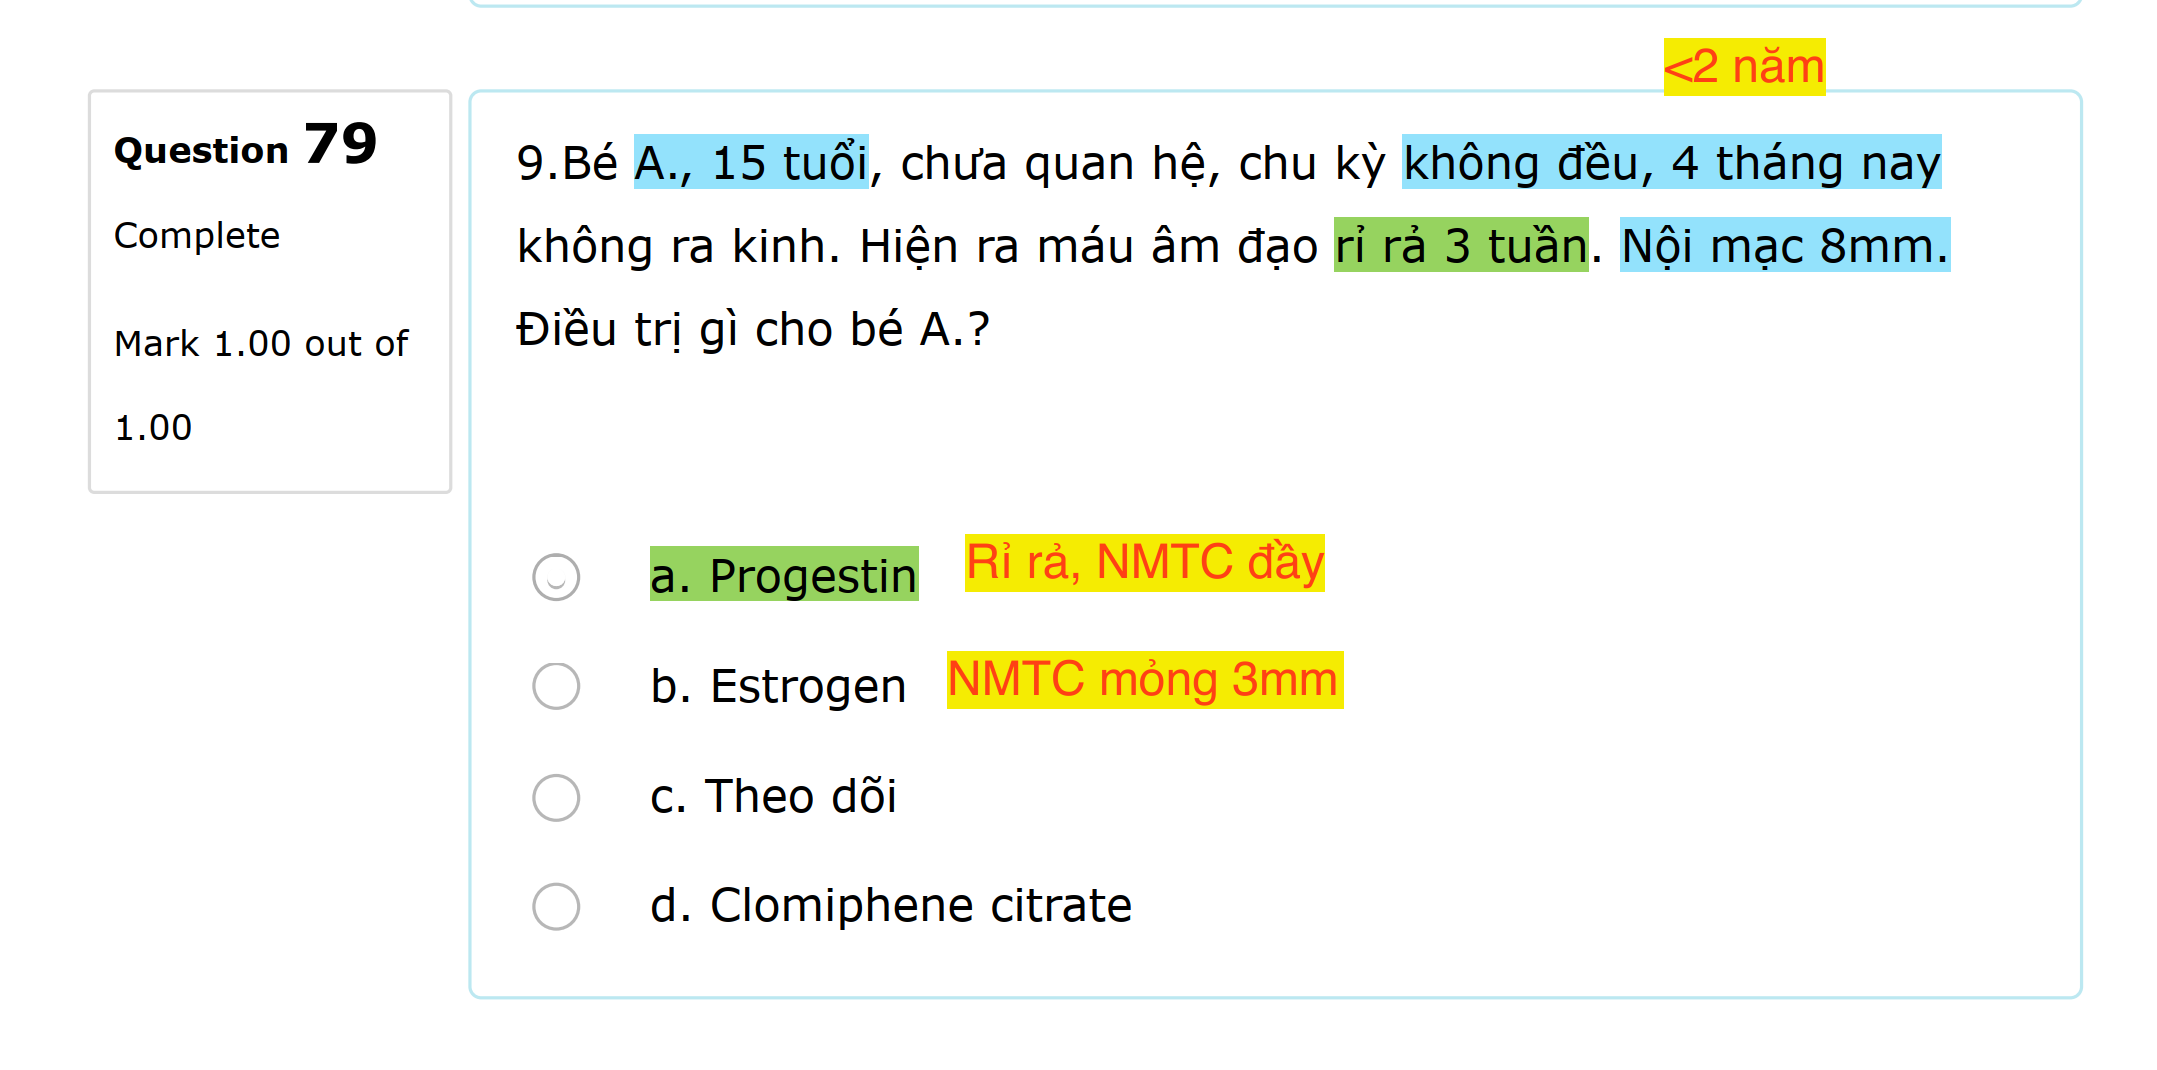 <2 năm
Question 79
Complete
Mark 1.00 out of
1.00
9.Bé A., 15 tuổi, chưa quan hệ, chu kỳ không đều, 4 tháng nay
không ra kinh. Hiện ra máu âm đạo rỉ rả 3 tuần. Nội mạc 8mm.
Điều trị gì cho bé A.?
a. Progestin Rỉ rả, NMTC đầy
b. Estrogen NMTC mỏng 3mm
c. Theo dõi
d. Clomiphene citrate